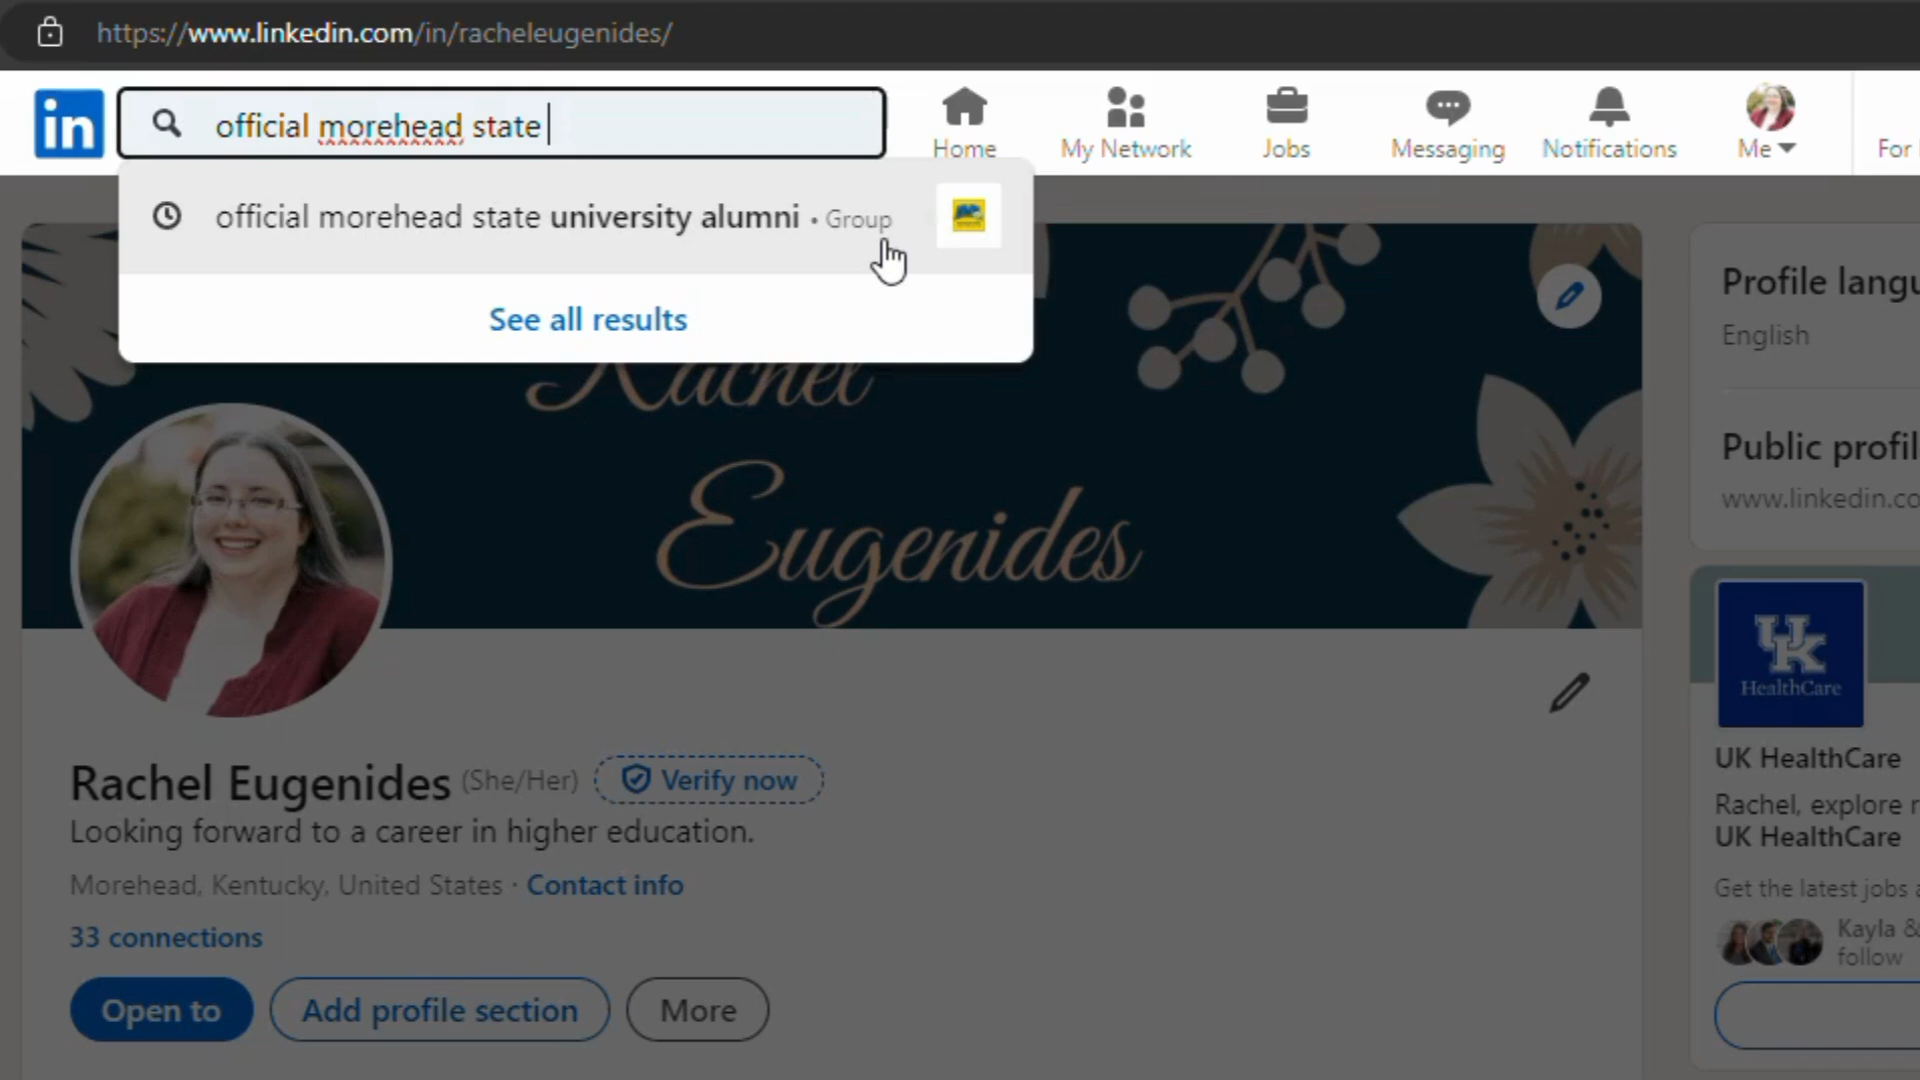 https://www.linkedin.com/in/racheleugenides/
in
official morehead state
Home
My Network
Jobs
Messaging
Notifications
Me
For
official morehead state university alumni • Group
See all results
Rachel
Eugenides
Profile langu
English
Public profil
www.linkedin.co
UK
HealthCare
UK HealthCare
Rachel, explore r
UK HealthCare
Get the latest jobs a
Kayla &
follow
Rachel Eugenides (She/Her) Verify now
Looking forward to a career in higher education.
Morehead, Kentucky, United States · Contact info
33 connections
Open to
Add profile section
More